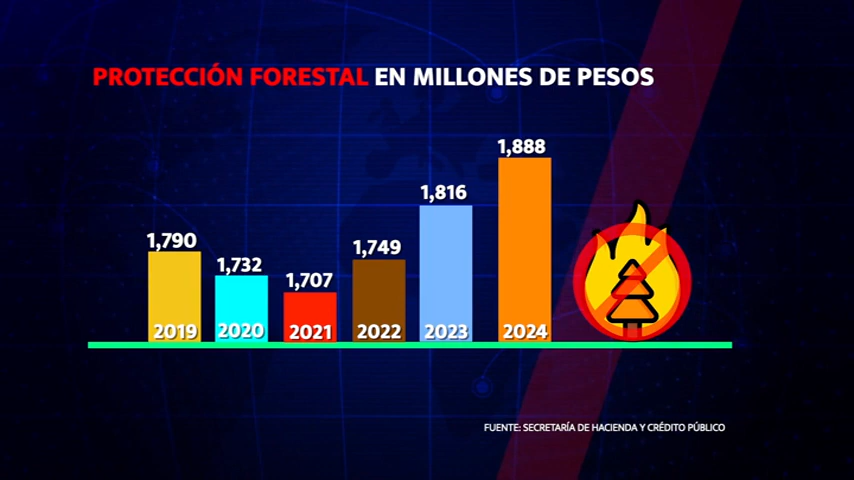 PROTECCIÓN FORESTAL EN MILLONES DE PESOS
1,888
1,816
1,790
1,749
1,732
1,707
2019 2020 2021 2022 2023 2024
FUENTE: SECRETARÍA DE HACIENDA Y CRÉDITO PÚBLICO